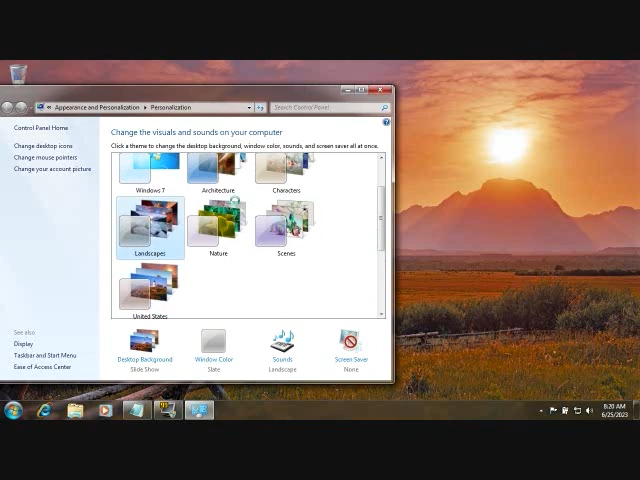 « Appearance and Personalization ▸ Personalization
Search Control Panel
Control Panel Home
Change desktop icons
Change mouse pointers
Change your account picture
Change the visuals and sounds on your computer
Click a theme to change the desktop background, window color, sounds, and screen saver all at once.
Windows 7
Architecture
Characters
Landscapes
Nature
Scenes
United States
Desktop Background
Slide Show
Window Color
Slate
Sounds
Landscape
Screen Saver
None
See also
Display
Taskbar and Start Menu
Ease of Access Center
8:20 AM
6/25/2023